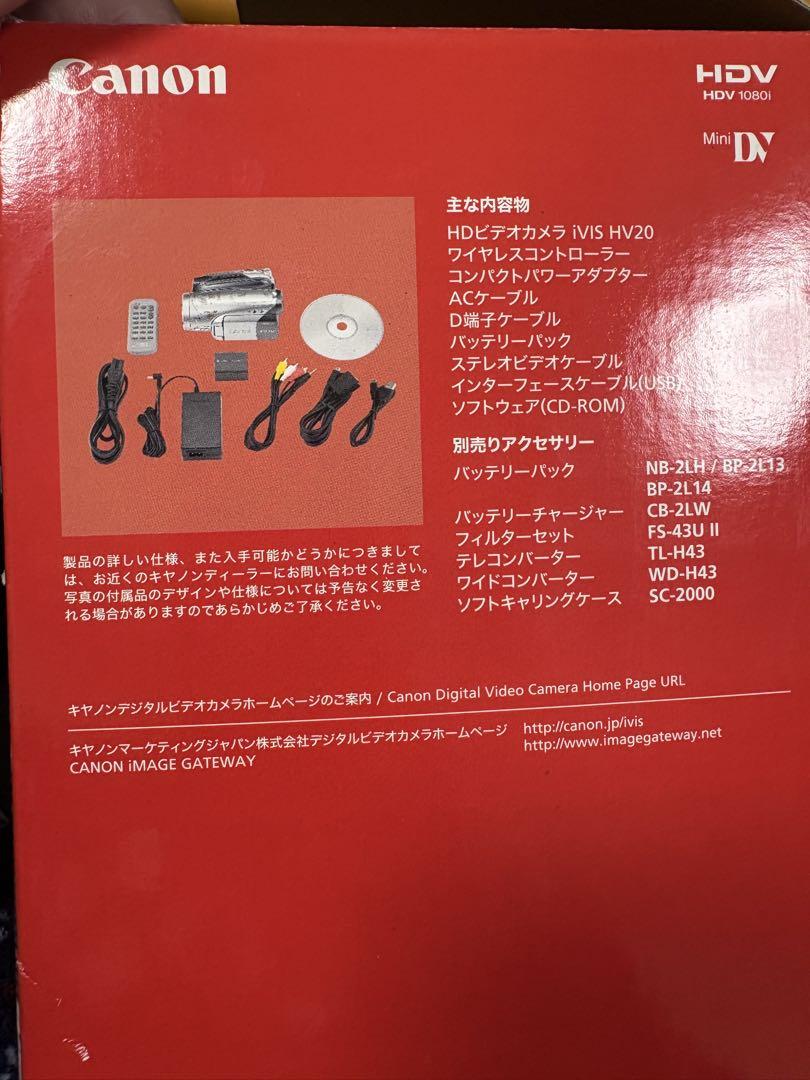 Canon
HDV
HDV 1080i
Mini DV
主な内容物
HDビデオカメラ iVIS HV20
ワイヤレスコントローラー
コンパクトパワーアダプター
ACケーブル
D端子ケーブル
バッテリーパック
ステレオビデオケーブル
インターフェースケーブル(USB)
ソフトウェア(CD-ROM)
Canon
別売りアクセサリー
バッテリーパック NB-2LH / BP-2L13
BP-2L14
バッテリーチャージャー CB-2LW
フィルターセット FS-43U II
テレコンバーター TL-H43
ワイドコンバーター WD-H43
ソフトキャリングケース SC-2000
製品の詳しい仕様、また入手可能かどうかにつきまして
は、お近くのキヤノンディーラーにお問い合わせください。
写真の付属品のデザインや仕様については予告なく変更さ
れる場合がありますのであらかじめご了承ください。
キヤノンデジタルビデオカメラホームページのご案内 / Canon Digital Video Camera Home Page URL
キヤノンマーケティングジャパン株式会社デジタルビデオカメラホームページ http://canon.jp/ivis
CANON iMAGE GATEWAY http://www.imagegateway.net